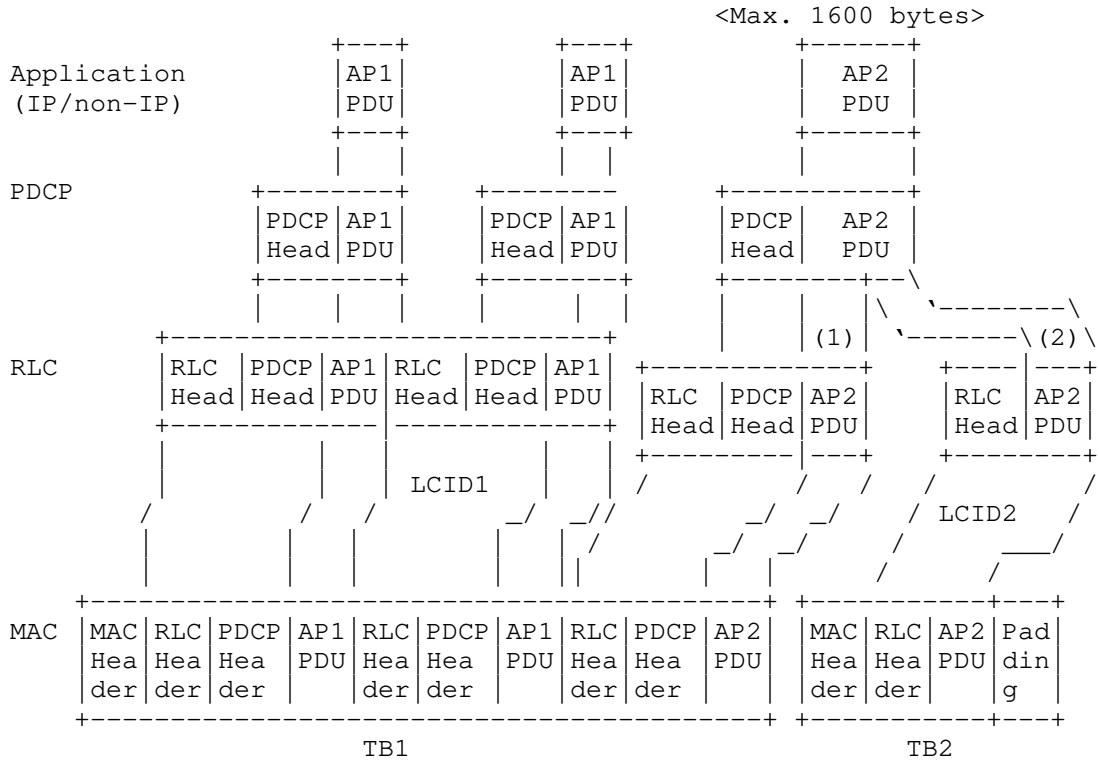 <Max. 1600 bytes>
Application |AP1| |AP1| | AP2 |
(IP/non-IP) |PDU| |PDU| | PDU |
PDCP
|PDCP|AP1| |PDCP|AP1| |PDCP| AP2 |
|Head|PDU| |Head|PDU| |Head| PDU |
(1) (2)
RLC |RLC |PDCP|AP1|RLC |PDCP|AP1| |RLC |AP2|
|Head|Head|PDU|Head|Head|PDU| |RLC |PDCP|AP2| |Head|PDU|
|Head|Head|PDU|
LCID1
LCID2
MAC |MAC|RLC|PDCP|AP1|RLC|PDCP|AP1|RLC|PDCP|AP2| |MAC|RLC|AP2|Pad|
|Hea|Hea|Hea |PDU|Hea|Hea |PDU|Hea|Hea |PDU| |Hea|Hea|PDU|din|
|der|der|der | |der|der | |der|der | | |der|der| |g |
TB1 TB2